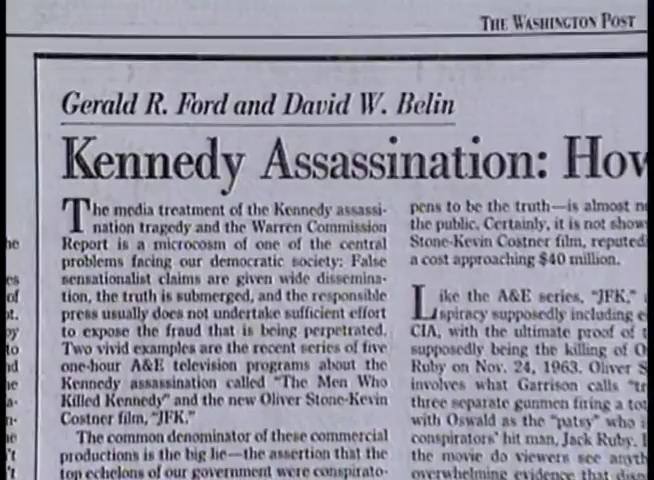 THE WASHINGTON POST
Gerald R. Ford and David W. Belin
Kennedy Assassination: How
The media treatment of the Kennedy assassi-
nation tragedy and the Warren Commission
Report is a microcosm of one of the central
problems facing our democratic society: False
sensationalist claims are given wide dissemina-
tion, the truth is submerged, and the responsible
press usually does not undertake sufficient effort
to expose the fraud that is being perpetrated.
Two vivid examples are the recent series of five
one-hour A&E television programs about the
Kennedy assassination called "The Men Who
Killed Kennedy" and the new Oliver Stone-Kevin
Costner film, "JFK."
The common denominator of these commercial
productions is the big lie—the assertion that the
top echelons of our government were conspirato-
pens to be the truth—is almost
the public. Certainly, it is not
Stone-Kevin Costner film,
a cost approaching $40 million.
Like the A&E series, "JFK,"
spiracy supposedly including
CIA, with the ultimate proof of
supposedly being the killing of
Ruby on Nov. 24, 1963. Oliver S
involves what Garrison calls
three separate gunmen firing a
with Oswald as the "patsy" who
conspirators' hit man, Jack Ruby.
the movie do viewers see
overwhelming evidence that